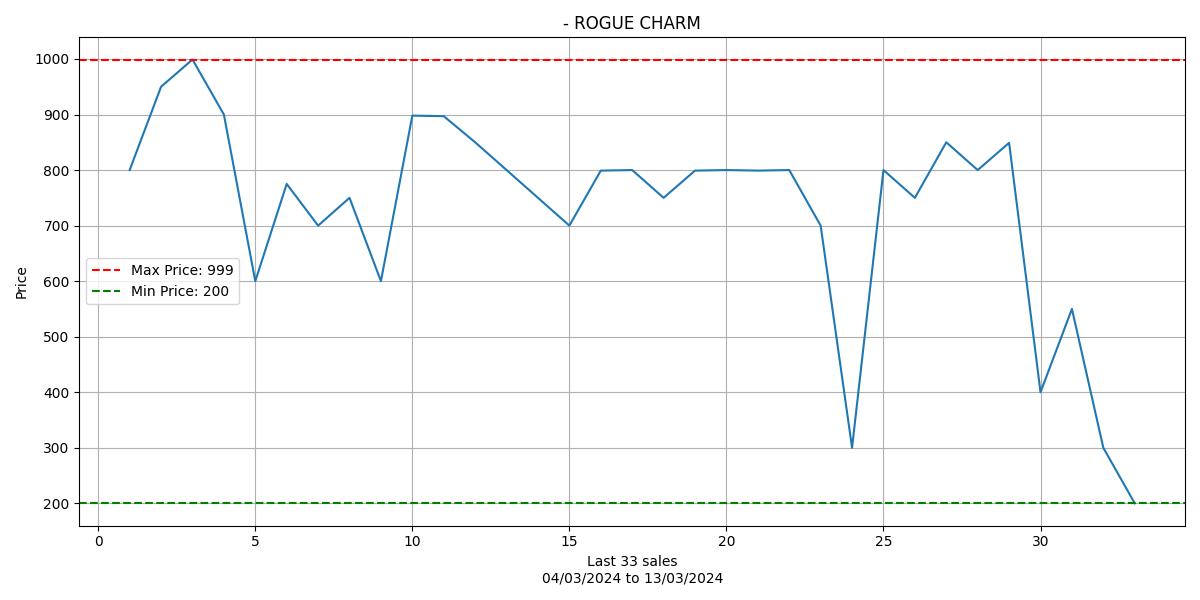 - ROGUE CHARM
1000
900
800
700
600
500
400
300
200
Price
Max Price: 999
Min Price: 200
0 5 10 15 20 25 30
Last 33 sales
04/03/2024 to 13/03/2024